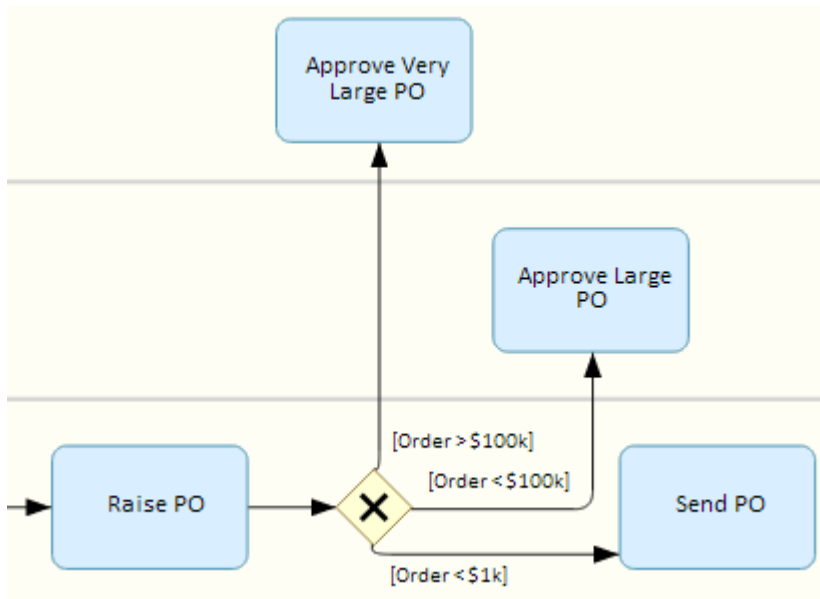 Approve Very
Large PO
Approve Large
PO
[Order > $100k]
[Order < $100k]
Raise PO
Send PO
[Order < $1k]